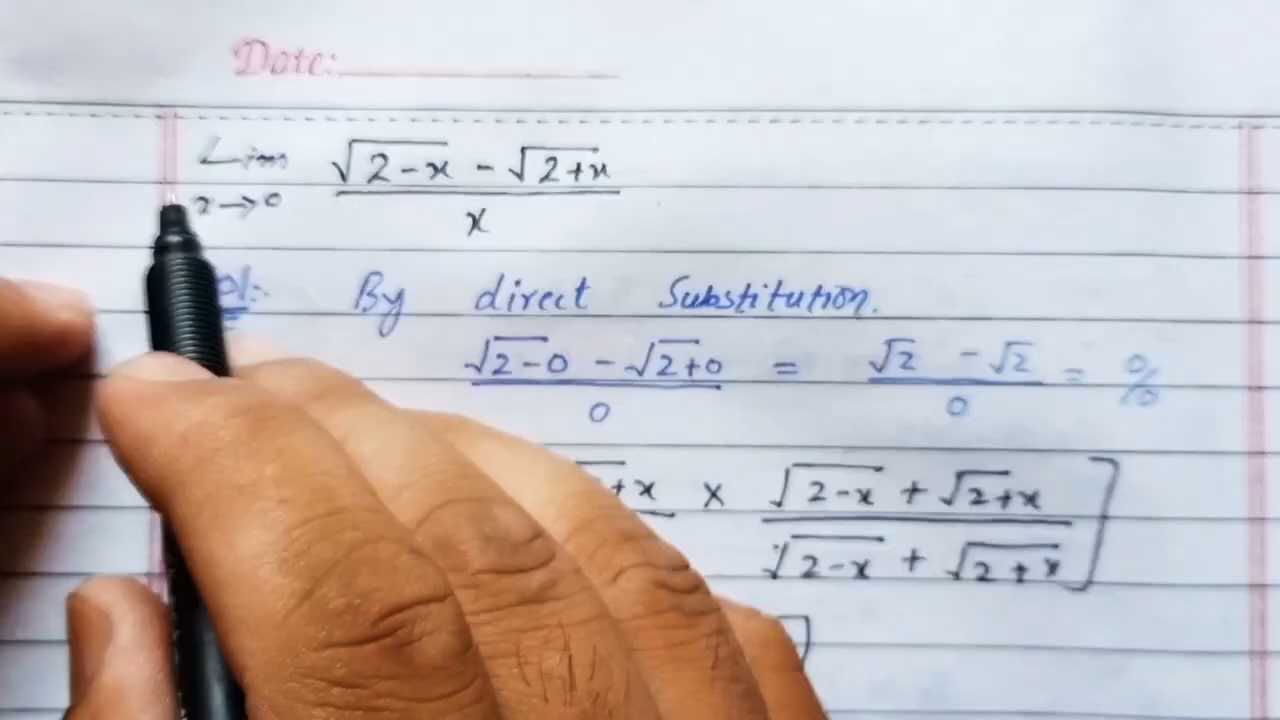 Date:
Lim √2-x - √2+x
x→0 x
By direct Substitution.
√2-0 - √2+0 = √2 - √2 = 0/0
0 0
+x × √2-x + √2+x ]
√2-x + √2+x